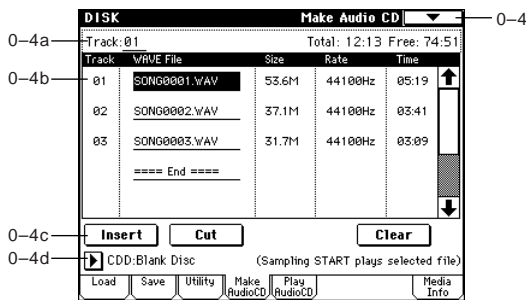 DISK Make Audio CD 0-4
0-4a Track:01 Total: 12:13 Free: 74:51
Track WAVE File Size Rate Time
0-4b 01 SONG0001.WAV 53.6M 44100Hz 05:19
02 SONG0002.WAV 37.1M 44100Hz 03:41
03 SONG0003.WAV 31.7M 44100Hz 03:09
==== End ====
0-4c Insert Cut Clear
0-4d CDD:Blank Disc (Sampling START plays selected file)
Load Save Utility Make AudioCD Play AudioCD Media Info